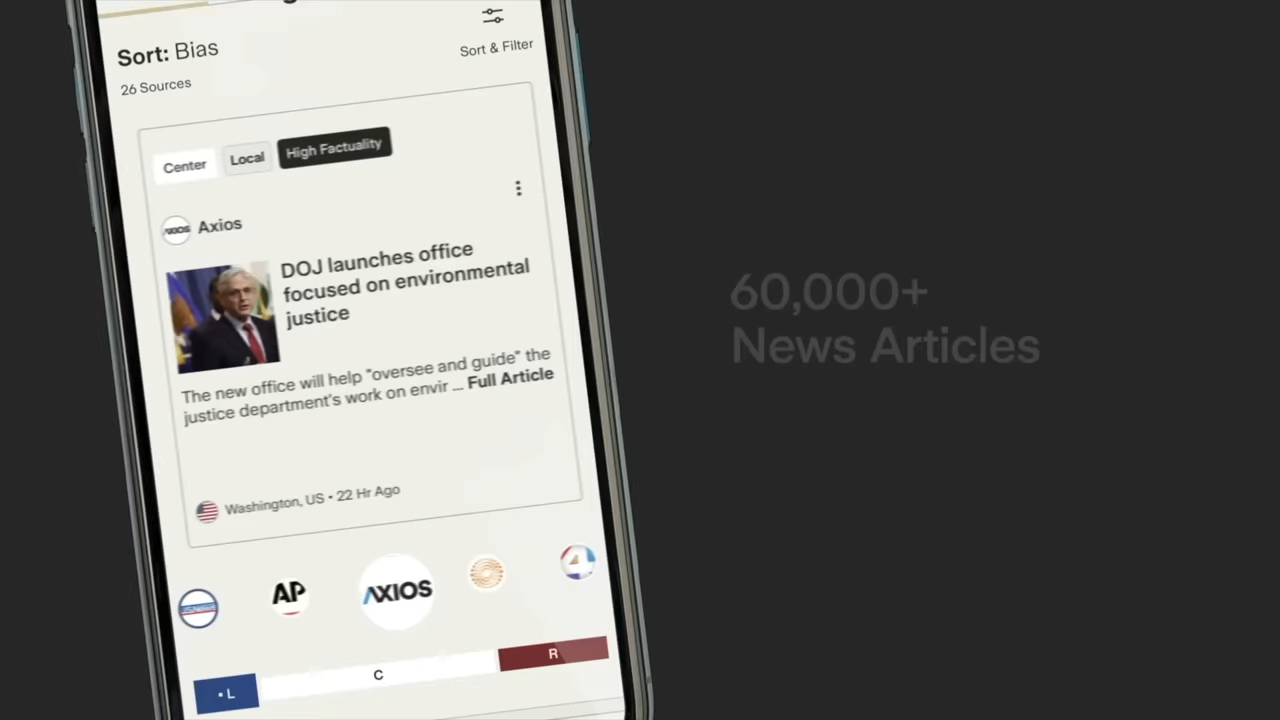 Sort: Bias
Sort & Filter
26 Sources
Center
Local
High Factuality
AXIOS
Axios
DOJ launches office
focused on environmental
justice
The new office will help "oversee and guide" the
justice department's work on envir ... Full Article
Washington, US • 22 Hr Ago
AP
AXIOS
4
• L
C
R
60,000+
News Articles